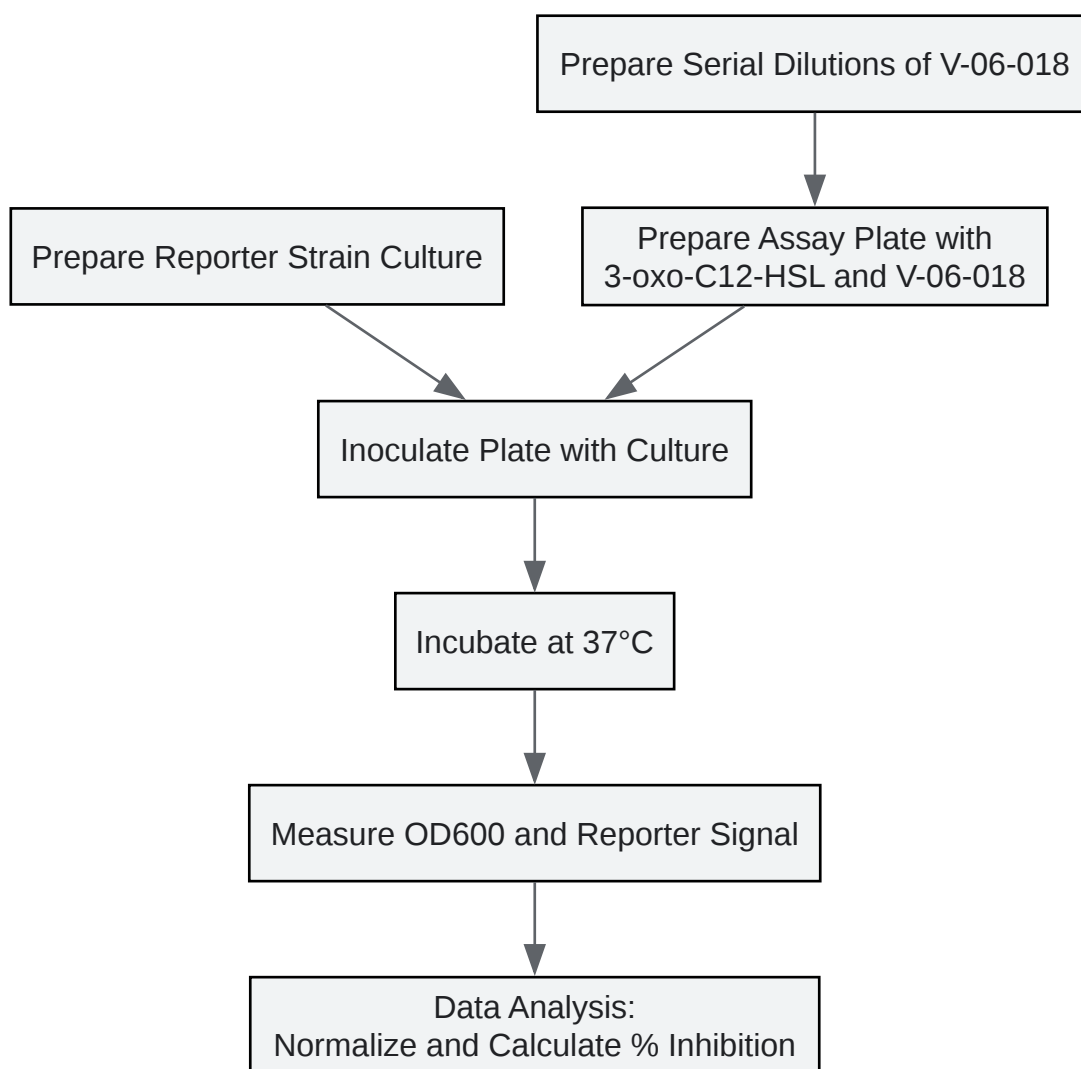 Prepare Serial Dilutions of V-06-018
Prepare Reporter Strain Culture
Prepare Assay Plate with
3-oxo-C12-HSL and V-06-018
Inoculate Plate with Culture
Incubate at 37°C
Measure OD600 and Reporter Signal
Data Analysis:
Normalize and Calculate % Inhibition